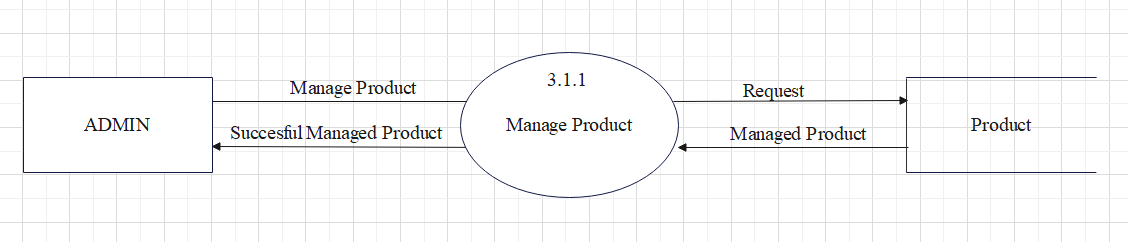 Manage Product
3.1.1
Request
ADMIN
Succesful Managed Product
Manage Product
Managed Product
Product